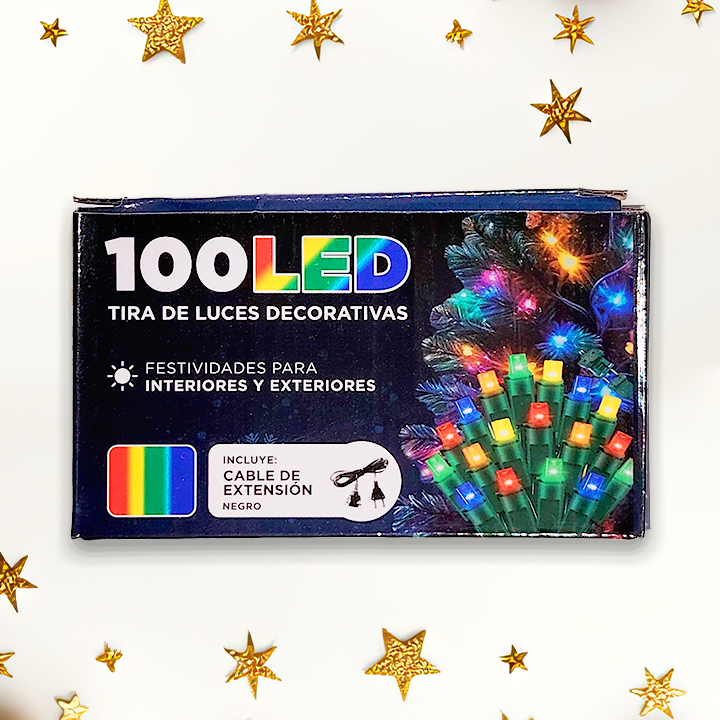 100LED
TIRA DE LUCES DECORATIVAS
FESTIVIDADES PARA
INTERIORES Y EXTERIORES
INCLUYE:
CABLE DE
EXTENSIÓN
NEGRO